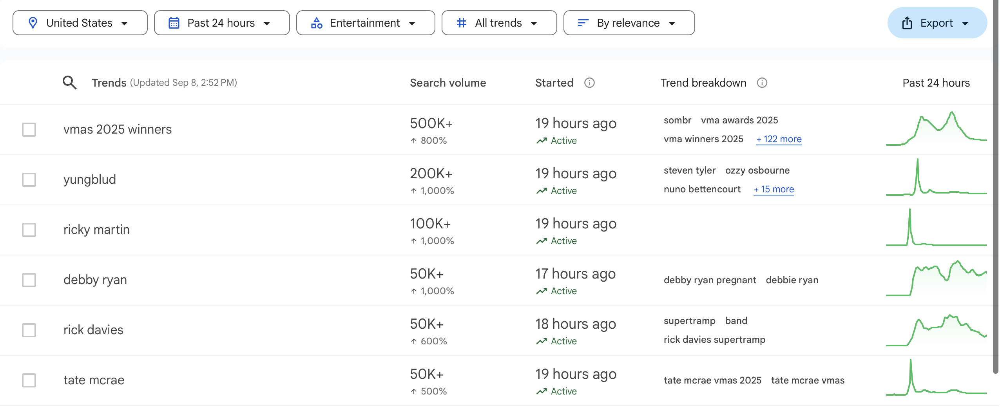 United States Past 24 hours Entertainment All trends By relevance Export
Trends (Updated Sep 8, 2:52 PM) Search volume Started Trend breakdown Past 24 hours
vmas 2025 winners
500K+
800%
19 hours ago
Active
sombr vma awards 2025
vma winners 2025 + 122 more
yungblud
200K+
1,000%
19 hours ago
Active
steven tyler ozzy osbourne
nuno bettencourt + 15 more
ricky martin
100K+
1,000%
19 hours ago
Active
debby ryan
50K+
1,000%
17 hours ago
Active
debby ryan pregnant debbie ryan
rick davies
50K+
600%
18 hours ago
Active
supertramp band
rick davies supertramp
tate mcrae
50K+
500%
19 hours ago
Active
tate mcrae vmas 2025 tate mcrae vmas